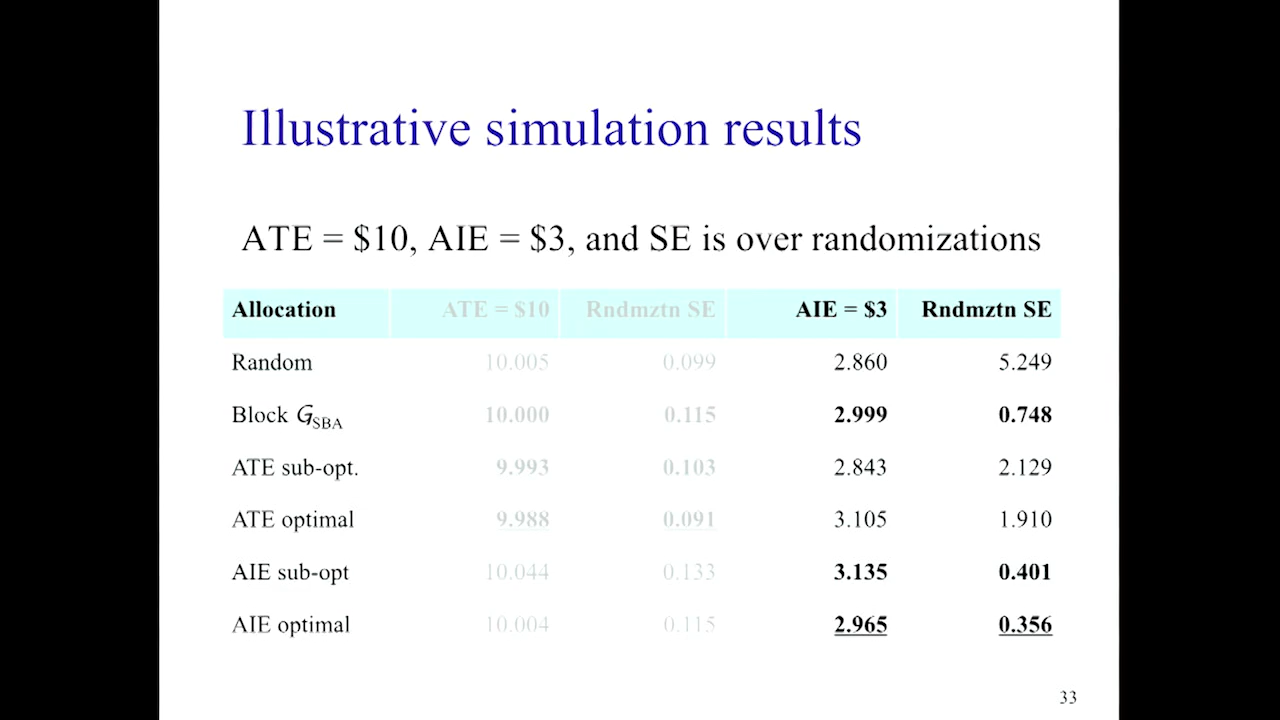 Illustrative simulation results
ATE = $10, AIE = $3, and SE is over randomizations
Allocation ATE = $10 Rndmztn SE AIE = $3 Rndmztn SE
Random 10.005 0.099 2.860 5.249
Block 𝒢SBA 10.000 0.115 2.999 0.748
ATE sub-opt. 9.993 0.103 2.843 2.129
ATE optimal 9.988 0.091 3.105 1.910
AIE sub-opt 10.044 0.133 3.135 0.401
AIE optimal 10.004 0.115 2.965 0.356
33